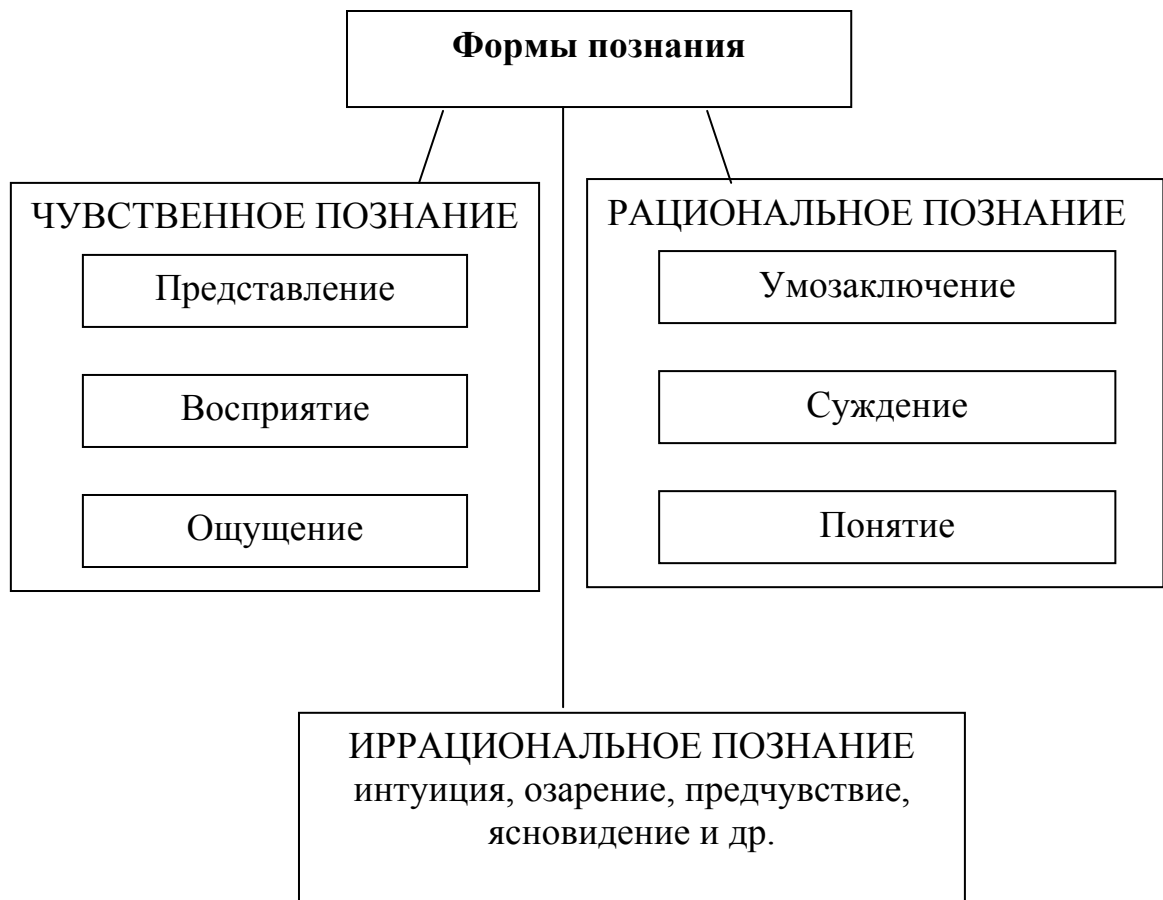 Формы познания
ЧУВСТВЕННОЕ ПОЗНАНИЕ
Представление
Восприятие
Ощущение
РАЦИОНАЛЬНОЕ ПОЗНАНИЕ
Умозаключение
Суждение
Понятие
ИРРАЦИОНАЛЬНОЕ ПОЗНАНИЕ
интуиция, озарение, предчувствие,
ясновидение и др.